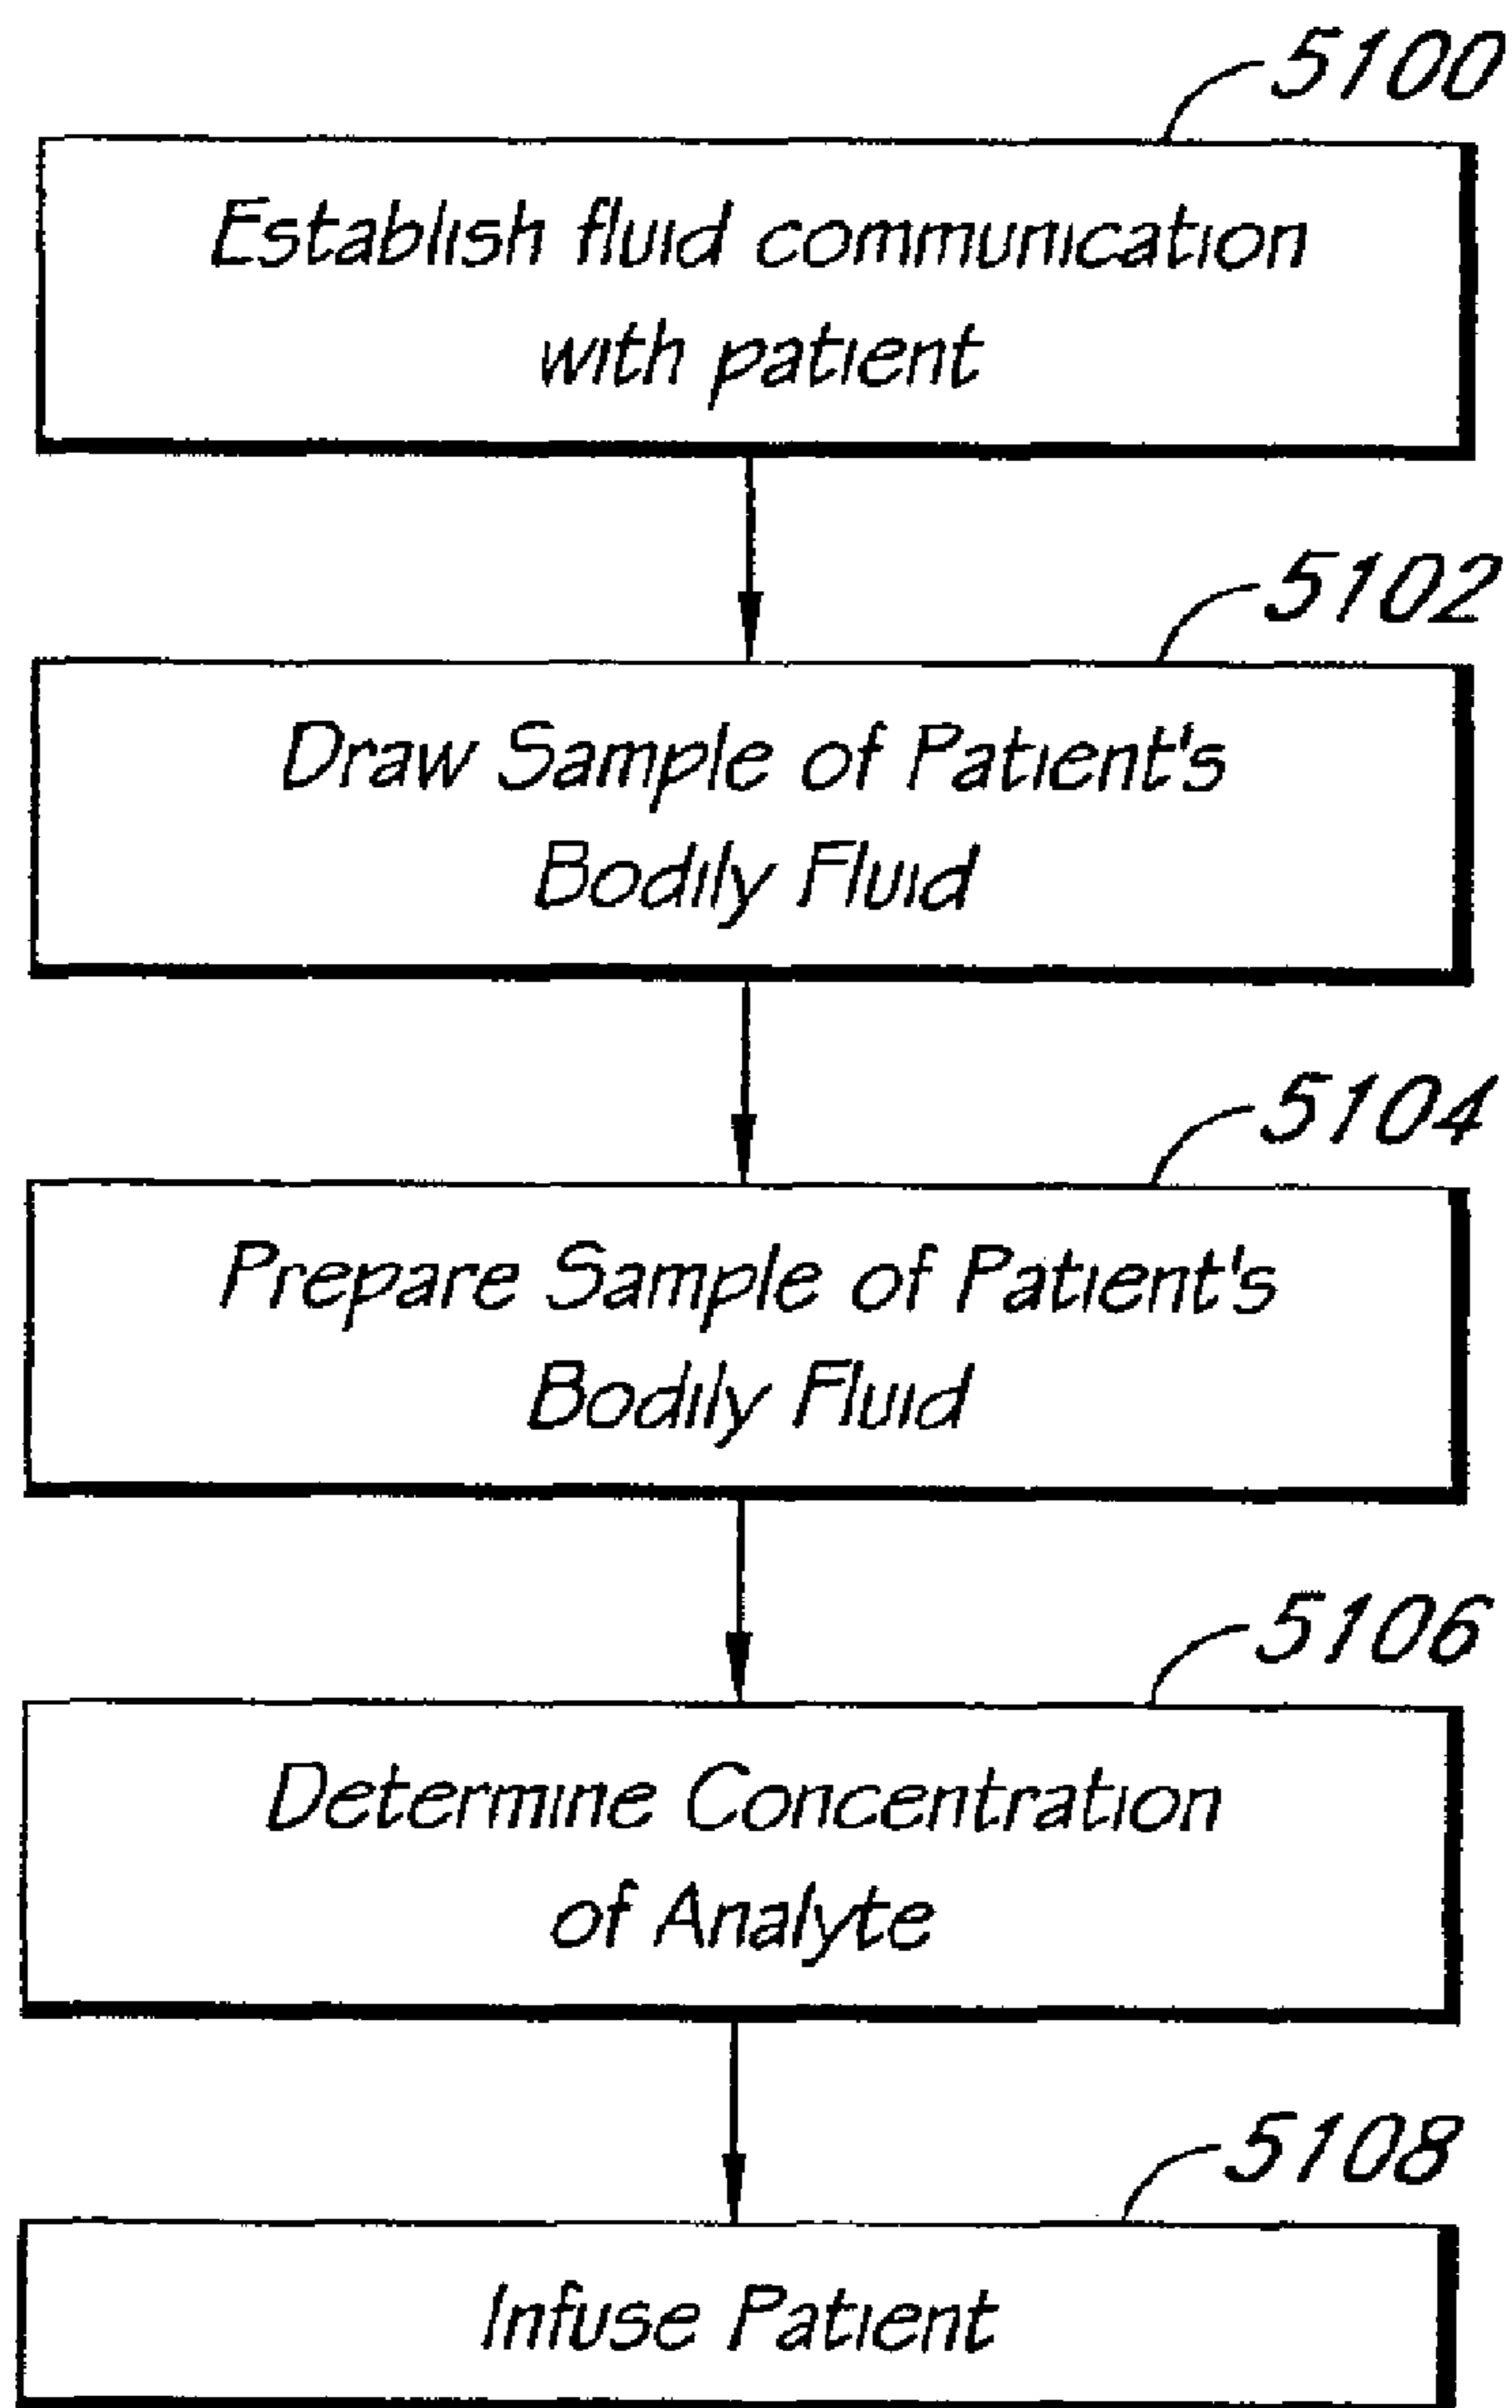 5100
Establish fluid communication
with patient
5102
Draw Sample of Patient's
Bodily Fluid
5104
Prepare Sample of Patient's
Bodily Fluid
5106
Determine Concentration
of Analyte
5108
Infuse Patient